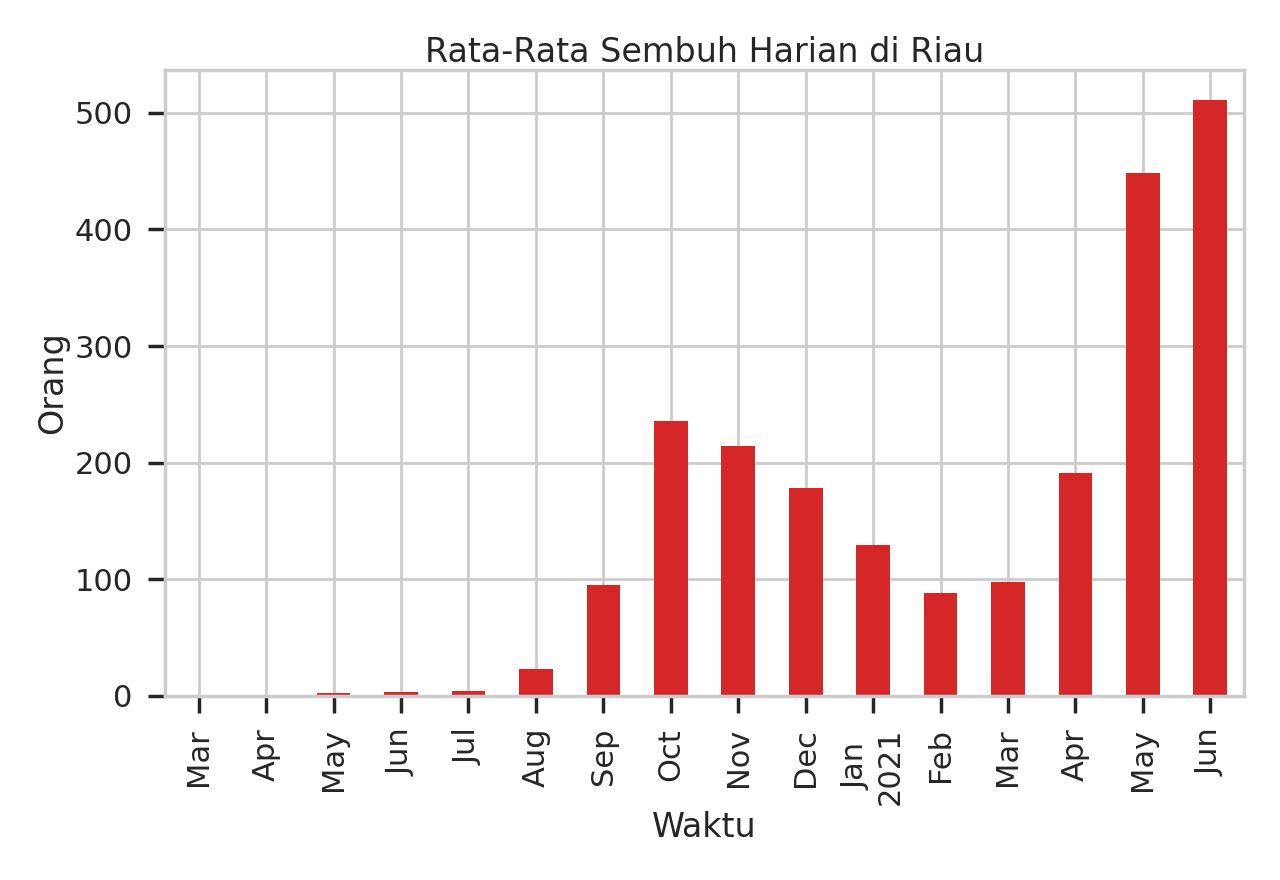 Rata-Rata Sembuh Harian di Riau
Orang
500
400
300
200
100
0
Mar
Apr
May
Jun
Jul
Aug
Sep
Oct
Nov
Dec
Jan
2021
Feb
Mar
Apr
May
Jun
Waktu